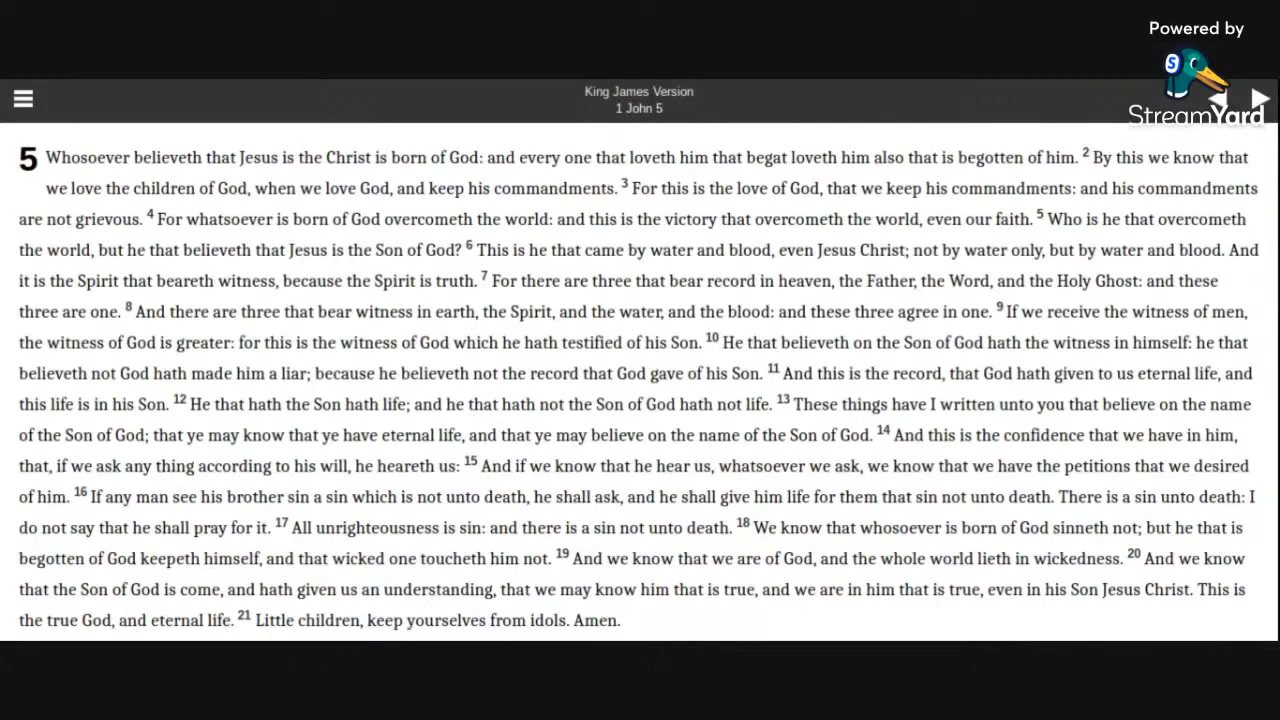 Powered by
StreamYard
King James Version
1 John 5
5 Whosoever believeth that Jesus is the Christ is born of God: and every one that loveth him that begat loveth him also that is begotten of him. 2 By this we know that
we love the children of God, when we love God, and keep his commandments. 3 For this is the love of God, that we keep his commandments: and his commandments
are not grievous. 4 For whatsoever is born of God overcometh the world: and this is the victory that overcometh the world, even our faith. 5 Who is he that overcometh
the world, but he that believeth that Jesus is the Son of God? 6 This is he that came by water and blood, even Jesus Christ; not by water only, but by water and blood. And
it is the Spirit that beareth witness, because the Spirit is truth. 7 For there are three that bear record in heaven, the Father, the Word, and the Holy Ghost: and these
three are one. 8 And there are three that bear witness in earth, the Spirit, and the water, and the blood: and these three agree in one. 9 If we receive the witness of men,
the witness of God is greater: for this is the witness of God which he hath testified of his Son. 10 He that believeth on the Son of God hath the witness in himself: he that
believeth not God hath made him a liar; because he believeth not the record that God gave of his Son. 11 And this is the record, that God hath given to us eternal life, and
this life is in his Son. 12 He that hath the Son hath life; and he that hath not the Son of God hath not life. 13 These things have I written unto you that believe on the name
of the Son of God; that ye may know that ye have eternal life, and that ye may believe on the name of the Son of God. 14 And this is the confidence that we have in him,
that, if we ask any thing according to his will, he heareth us: 15 And if we know that he hear us, whatsoever we ask, we know that we have the petitions that we desired
of him. 16 If any man see his brother sin a sin which is not unto death, he shall ask, and he shall give him life for them that sin not unto death. There is a sin unto death: I
do not say that he shall pray for it. 17 All unrighteousness is sin: and there is a sin not unto death. 18 We know that whosoever is born of God sinneth not; but he that is
begotten of God keepeth himself, and that wicked one toucheth him not. 19 And we know that we are of God, and the whole world lieth in wickedness. 20 And we know
that the Son of God is come, and hath given us an understanding, that we may know him that is true, and we are in him that is true, even in his Son Jesus Christ. This is
the true God, and eternal life. 21 Little children, keep yourselves from idols. Amen.